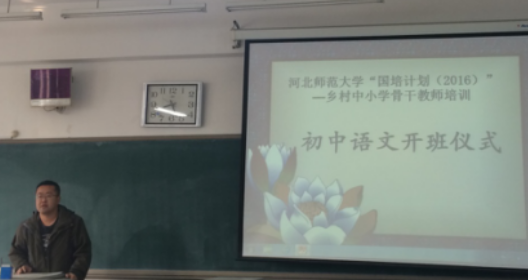 河北师范大学“国培计划（2016）”
—乡村中小学骨干教师培训
初中语文开班仪式